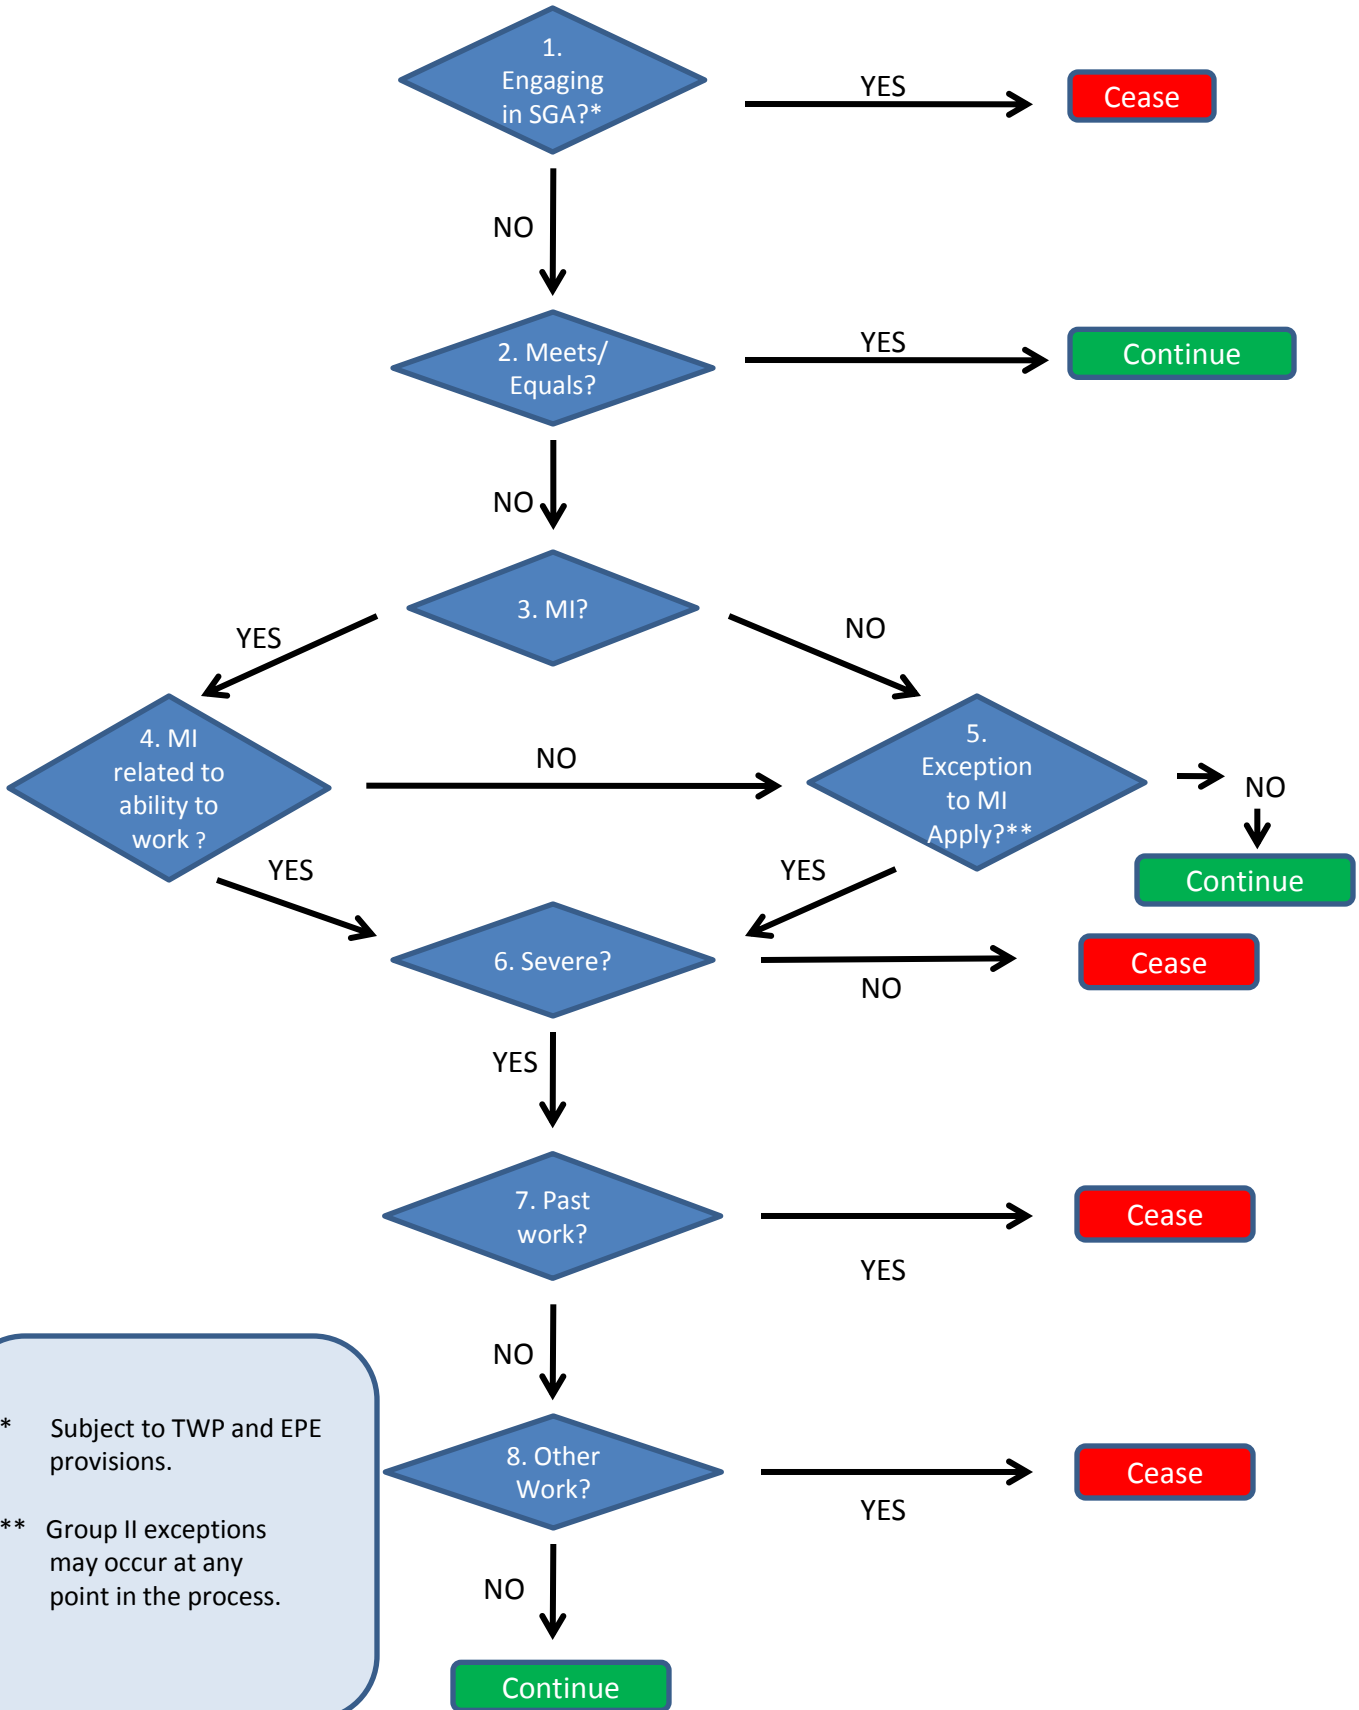 1.
Engaging
in SGA?*
YES
Cease
NO
2. Meets/
Equals?
YES
Continue
NO
3. MI?
YES
NO
4. MI
related to
ability to
work ?
NO
5.
Exception
to MI
Apply?**
NO
Continue
YES
YES
6. Severe?
NO
Cease
YES
7. Past
work?
YES
Cease
NO
8. Other
Work?
YES
Cease
NO
Continue
* Subject to TWP and EPE
provisions.
** Group II exceptions
may occur at any
point in the process.